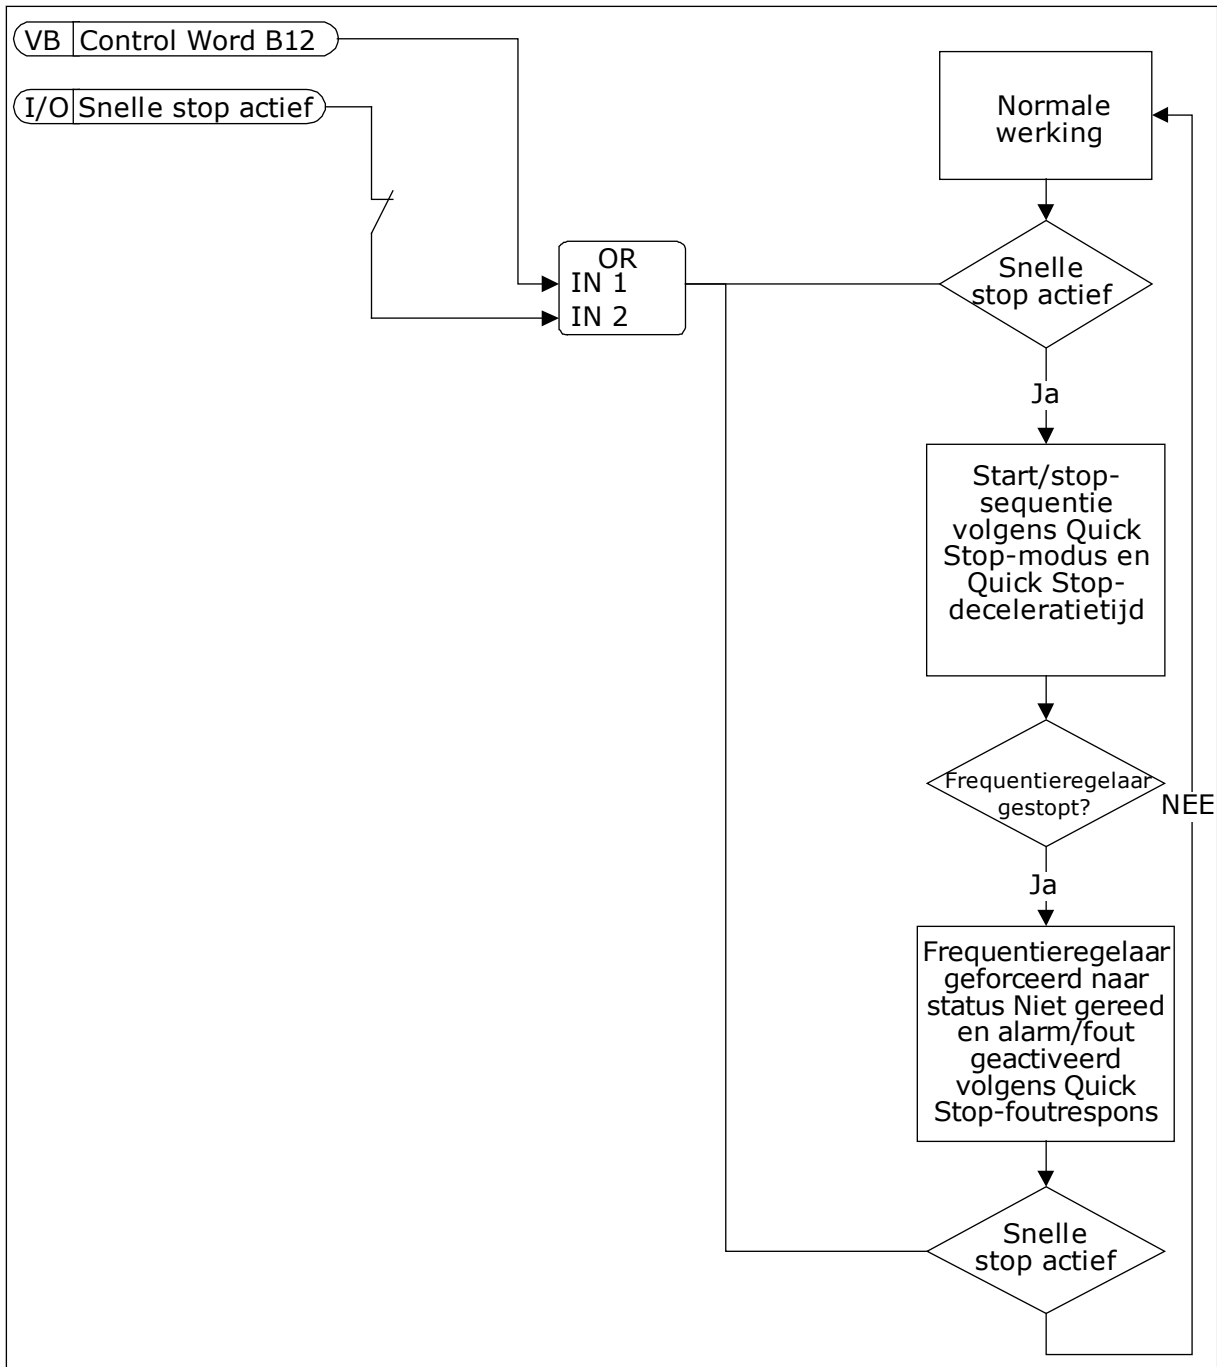 VB Control Word B12
I/O Snelle stop actief
OR
IN 1
IN 2
Normale
werking
Snelle
stop actief
Ja
Start/stop-
sequentie
volgens Quick
Stop-modus en
Quick Stop-
deceleratietijd
Frequentieregelaar
gestopt?
NEE
Ja
Frequentieregelaar
geforceerd naar
status Niet gereed
en alarm/fout
geactiveerd
volgens Quick
Stop-foutrespons
Snelle
stop actief